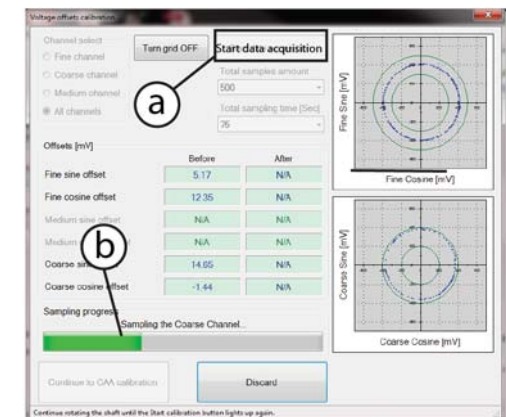 Voltage offsets calibration
Channel select
Fine channel
Coarse channel
Medium channel
All channels
Turn grid OFF
Start data acquisition
Total samples amount
500
Total sampling time [Sec]
75
a
Offsets [mV]
Before After
Fine sine offset 5.17 N/A
Fine cosine offset 12.35 N/A
Medium sine offset N/A N/A
Medium N/A N/A
Coarse 14.65 N/A
Coarse cosine offset -1.44 N/A
b
Sampling progress
Sampling the Coarse Channel...
Continue to CAA calibration
Discard
Continue rotating the shaft until the Start calibration button lights up again.
Fine Sine [mV]
Fine Cosine [mV]
Coarse Sine [mV]
Coarse Cosine [mV]